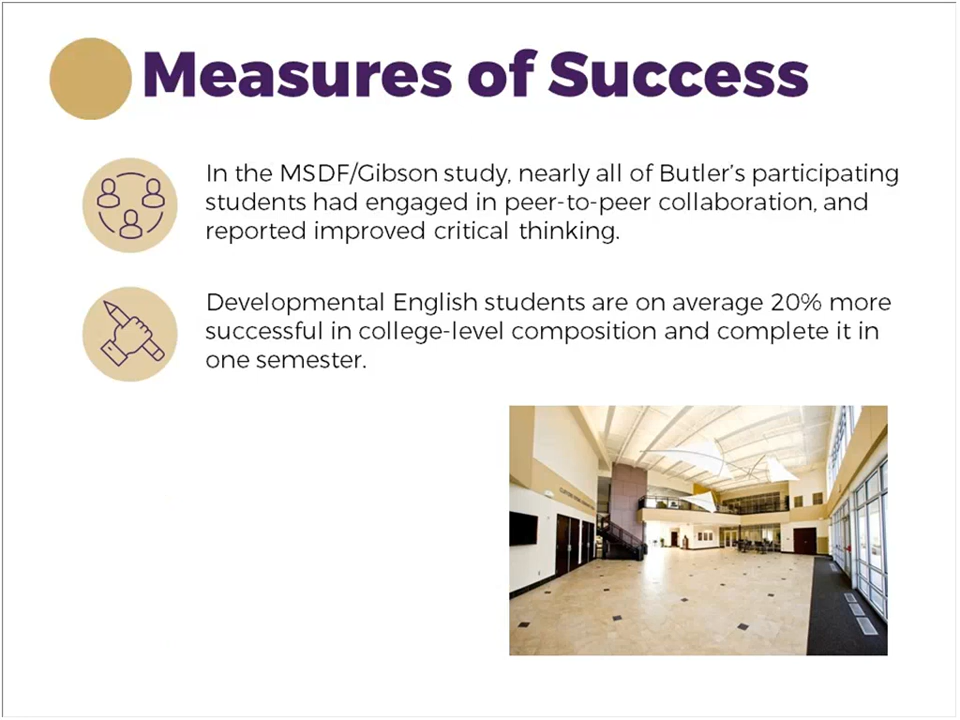 Measures of Success
In the MSDF/Gibson study, nearly all of Butler's participating
students had engaged in peer-to-peer collaboration, and
reported improved critical thinking.
Developmental English students are on average 20% more
successful in college-level composition and complete it in
one semester.